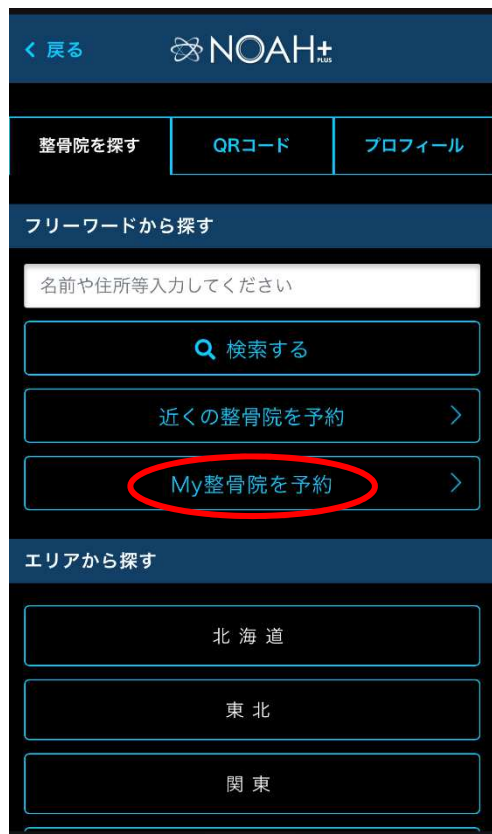 戻る
NOAH+
PLUS
整骨院を探す
QRコード
プロフィール
フリーワードから探す
名前や住所等入力してください
検索する
近くの整骨院を予約
My整骨院を予約
エリアから探す
北海道
東北
関東